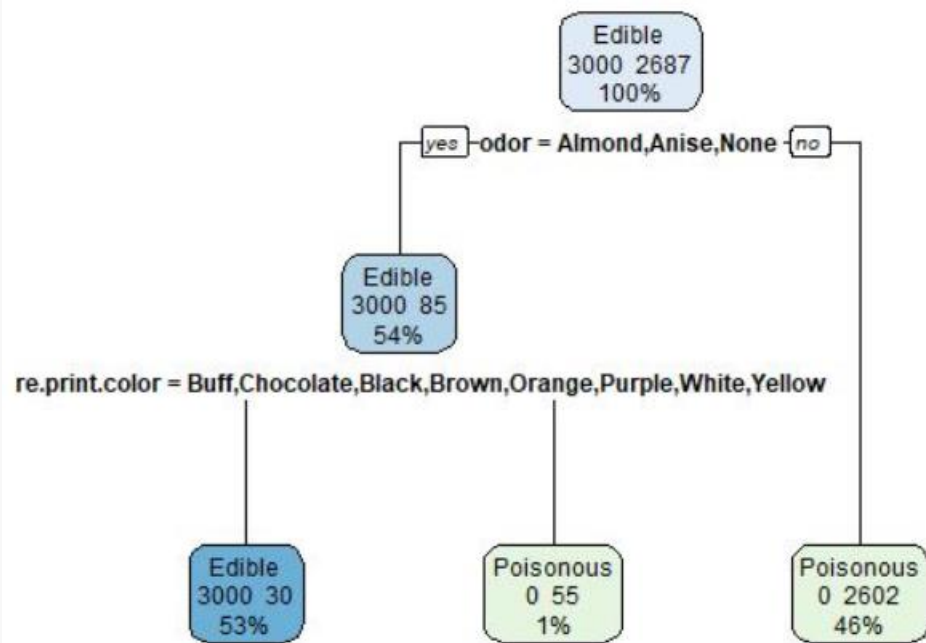 Edible
3000 2687
100%
yes odor = Almond,Anise,None no
Edible
3000 85
54%
re.print.color = Buff,Chocolate,Black,Brown,Orange,Purple,White,Yellow
Edible
3000 30
53%
Poisonous
0 55
1%
Poisonous
0 2602
46%